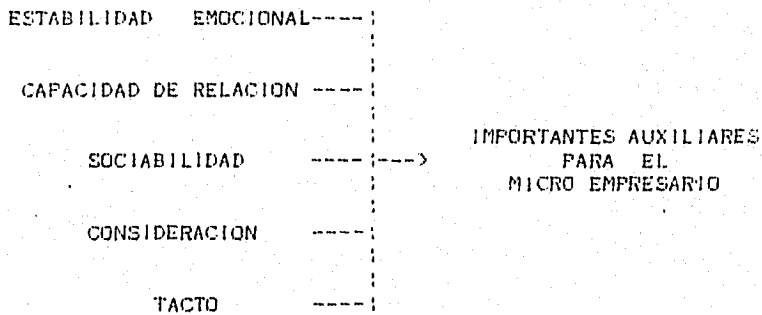 ESTABILIDAD EMOCIONAL----¦
CAPACIDAD DE RELACION ----¦
SOCIABILIDAD ----¦---> 
IMPORTANTES AUXILIARES
PARA EL
MICRO EMPRESARIO
CONSIDERACION ----¦
TACTO ----¦